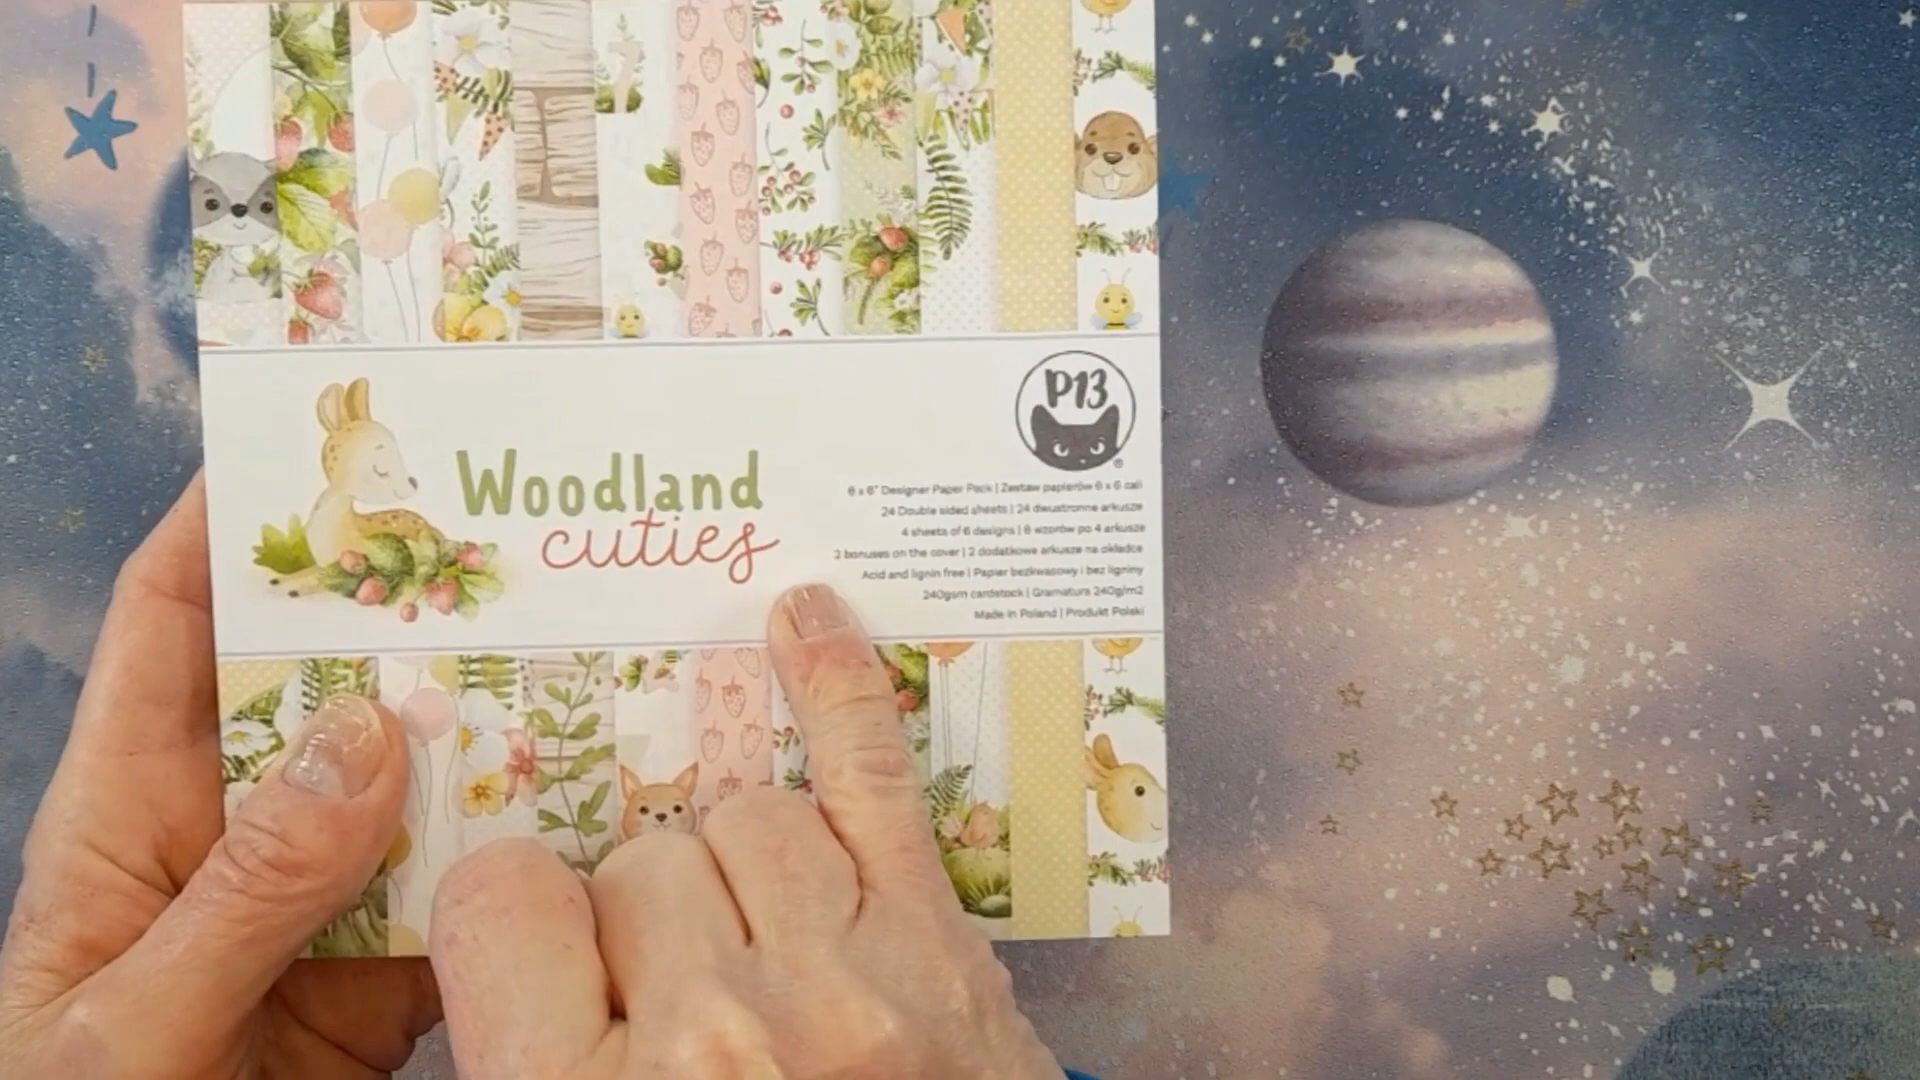 P13
®
Woodland
cuties
6 x 6" Designer Paper Pack | Zestaw papierów 6 x 6 cali
24 Double sided sheets | 24 dwustronne arkusze
4 sheets of 6 designs | 6 wzorów po 4 arkusze
2 bonuses on the cover | 2 dodatkowe arkusze na okładce
Acid and lignin free | Papier bezkwasowy i bez ligniny
240gsm cardstock | Gramatura 240g/m2
Made in Poland | Produkt Polski